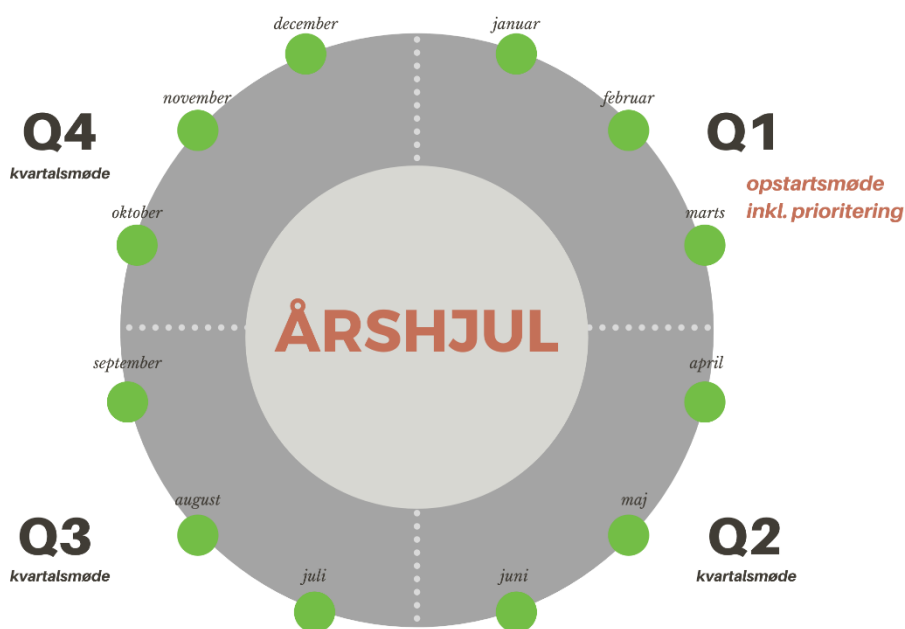 december
januar
november
februar
Q4
kvartalsmøde
Q1
opstartsmøde
inkl. prioritering
oktober
marts
ÅRSHJUL
september
april
august
maj
Q3
kvartalsmøde
Q2
kvartalsmøde
juli
juni